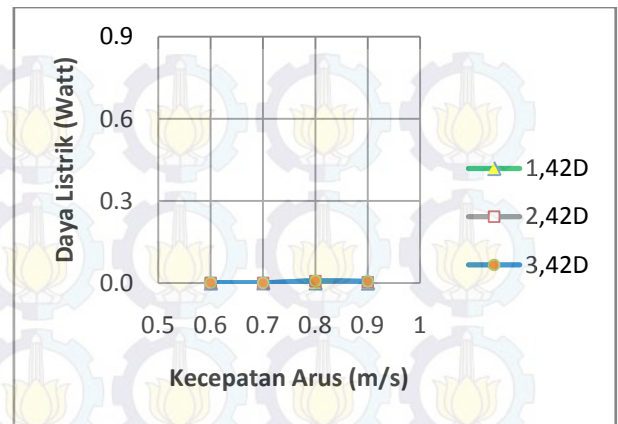 Daya Listrik (Watt)
0.9
0.6
0.3
0.0
0.5 0.6 0.7 0.8 0.9 1
Kecepatan Arus (m/s)
1,42D
2,42D
3,42D